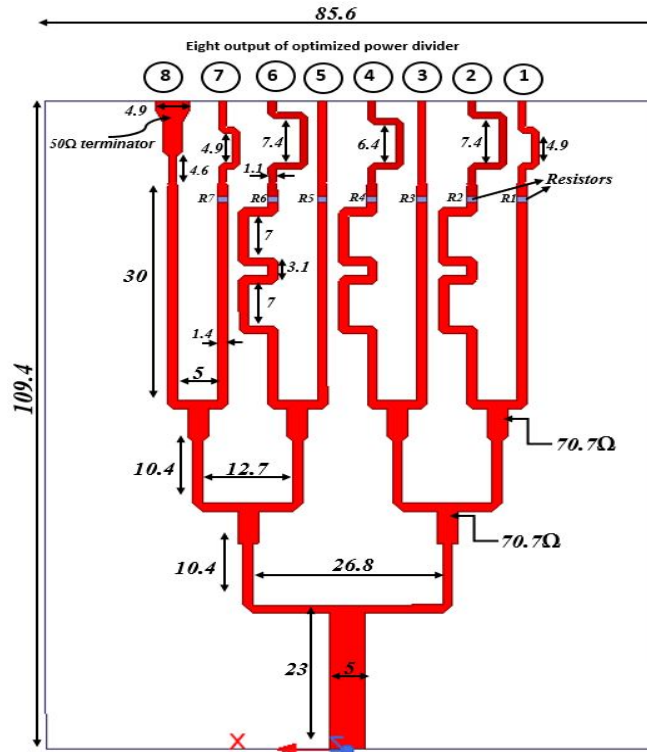 85.6
Eight output of optimized power divider
8 7 6 5 4 3 2 1
4.9
50Ω terminator
4.9
7.4
6.4
7.4
4.9
4.6
1.1
Resistors
R7 R6 R5 R4 R3 R2 R1
7
3.1
30
7
1.4
5
109.4
70.7Ω
10.4
12.7
70.7Ω
10.4
26.8
23
5
X